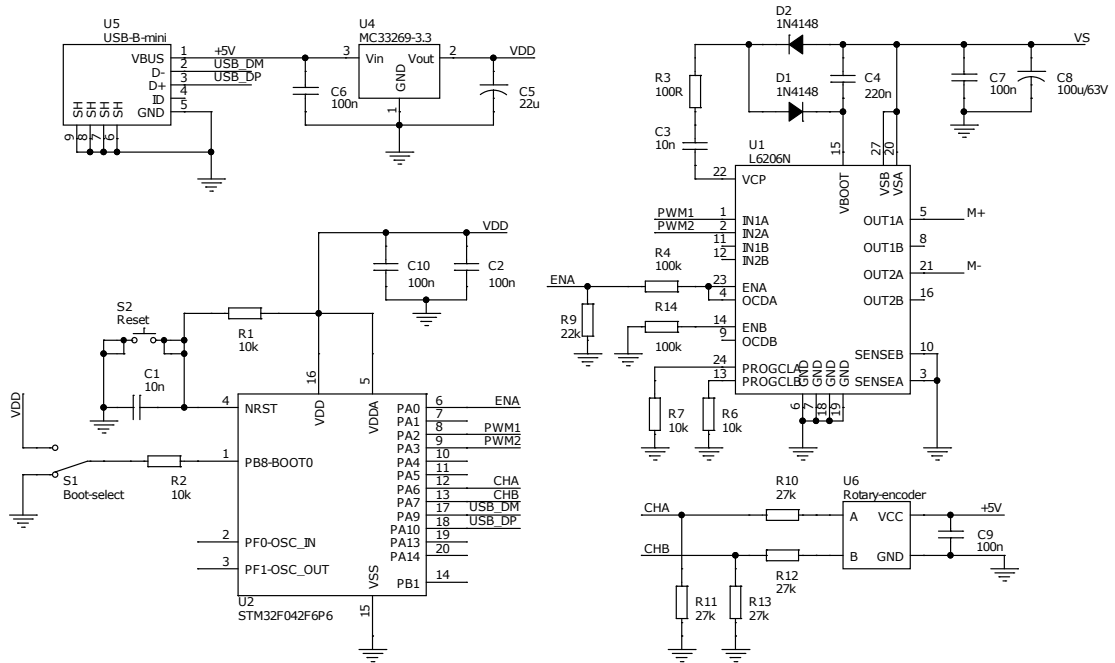 U5
USB-B-mini
VBUS
D-
D+
ID
GND
SH
SH
SH
SH
1
2
3
4
5
9
8
7
6
+5V
USB_DM
USB_DP
C6
100n
U4
MC33269-3.3
3
Vin
Vout
2
GND
1
VDD
C5
22u
D2
1N4148
D1
1N4148
R3
100R
C3
10n
C4
220n
VS
C7
100n
C8
100u/63V
U1
L6206N
15
27
20
22
VCP
VBOOT
VSB
VSA
PWM1
1
IN1A
PWM2
2
IN2A
11
IN1B
12
IN2B
OUT1A
5
M+
OUT1B
8
OUT2A
21
M-
OUT2B
16
ENA
R4
100k
23
ENA
4
OCDA
R9
22k
R14
100k
14
ENB
9
OCDB
24
PROGCLA
13
PROGCLB
SENSEB
10
SENSEA
3
GND
GND
GND
GND
6
7
18
19
R7
10k
R6
10k
VDD
C10
100n
C2
100n
S2
Reset
R1
10k
C1
10n
VDD
S1
Boot-select
R2
10k
16
5
VDD
VDDA
4
NRST
1
PB8-BOOT0
2
PF0-OSC_IN
3
PF1-OSC_OUT
VSS
15
U2
STM32F042F6P6
PA0
6
ENA
PA1
7
PA2
8
PWM1
PA3
9
PWM2
PA4
10
PA5
11
PA6
12
CHA
PA7
13
CHB
PA9
17
USB_DM
PA10
18
USB_DP
PA13
19
PA14
20
PB1
14
CHA
R10
27k
U6
Rotary-encoder
A
VCC
+5V
C9
100n
CHB
R12
27k
B
GND
R11
27k
R13
27k